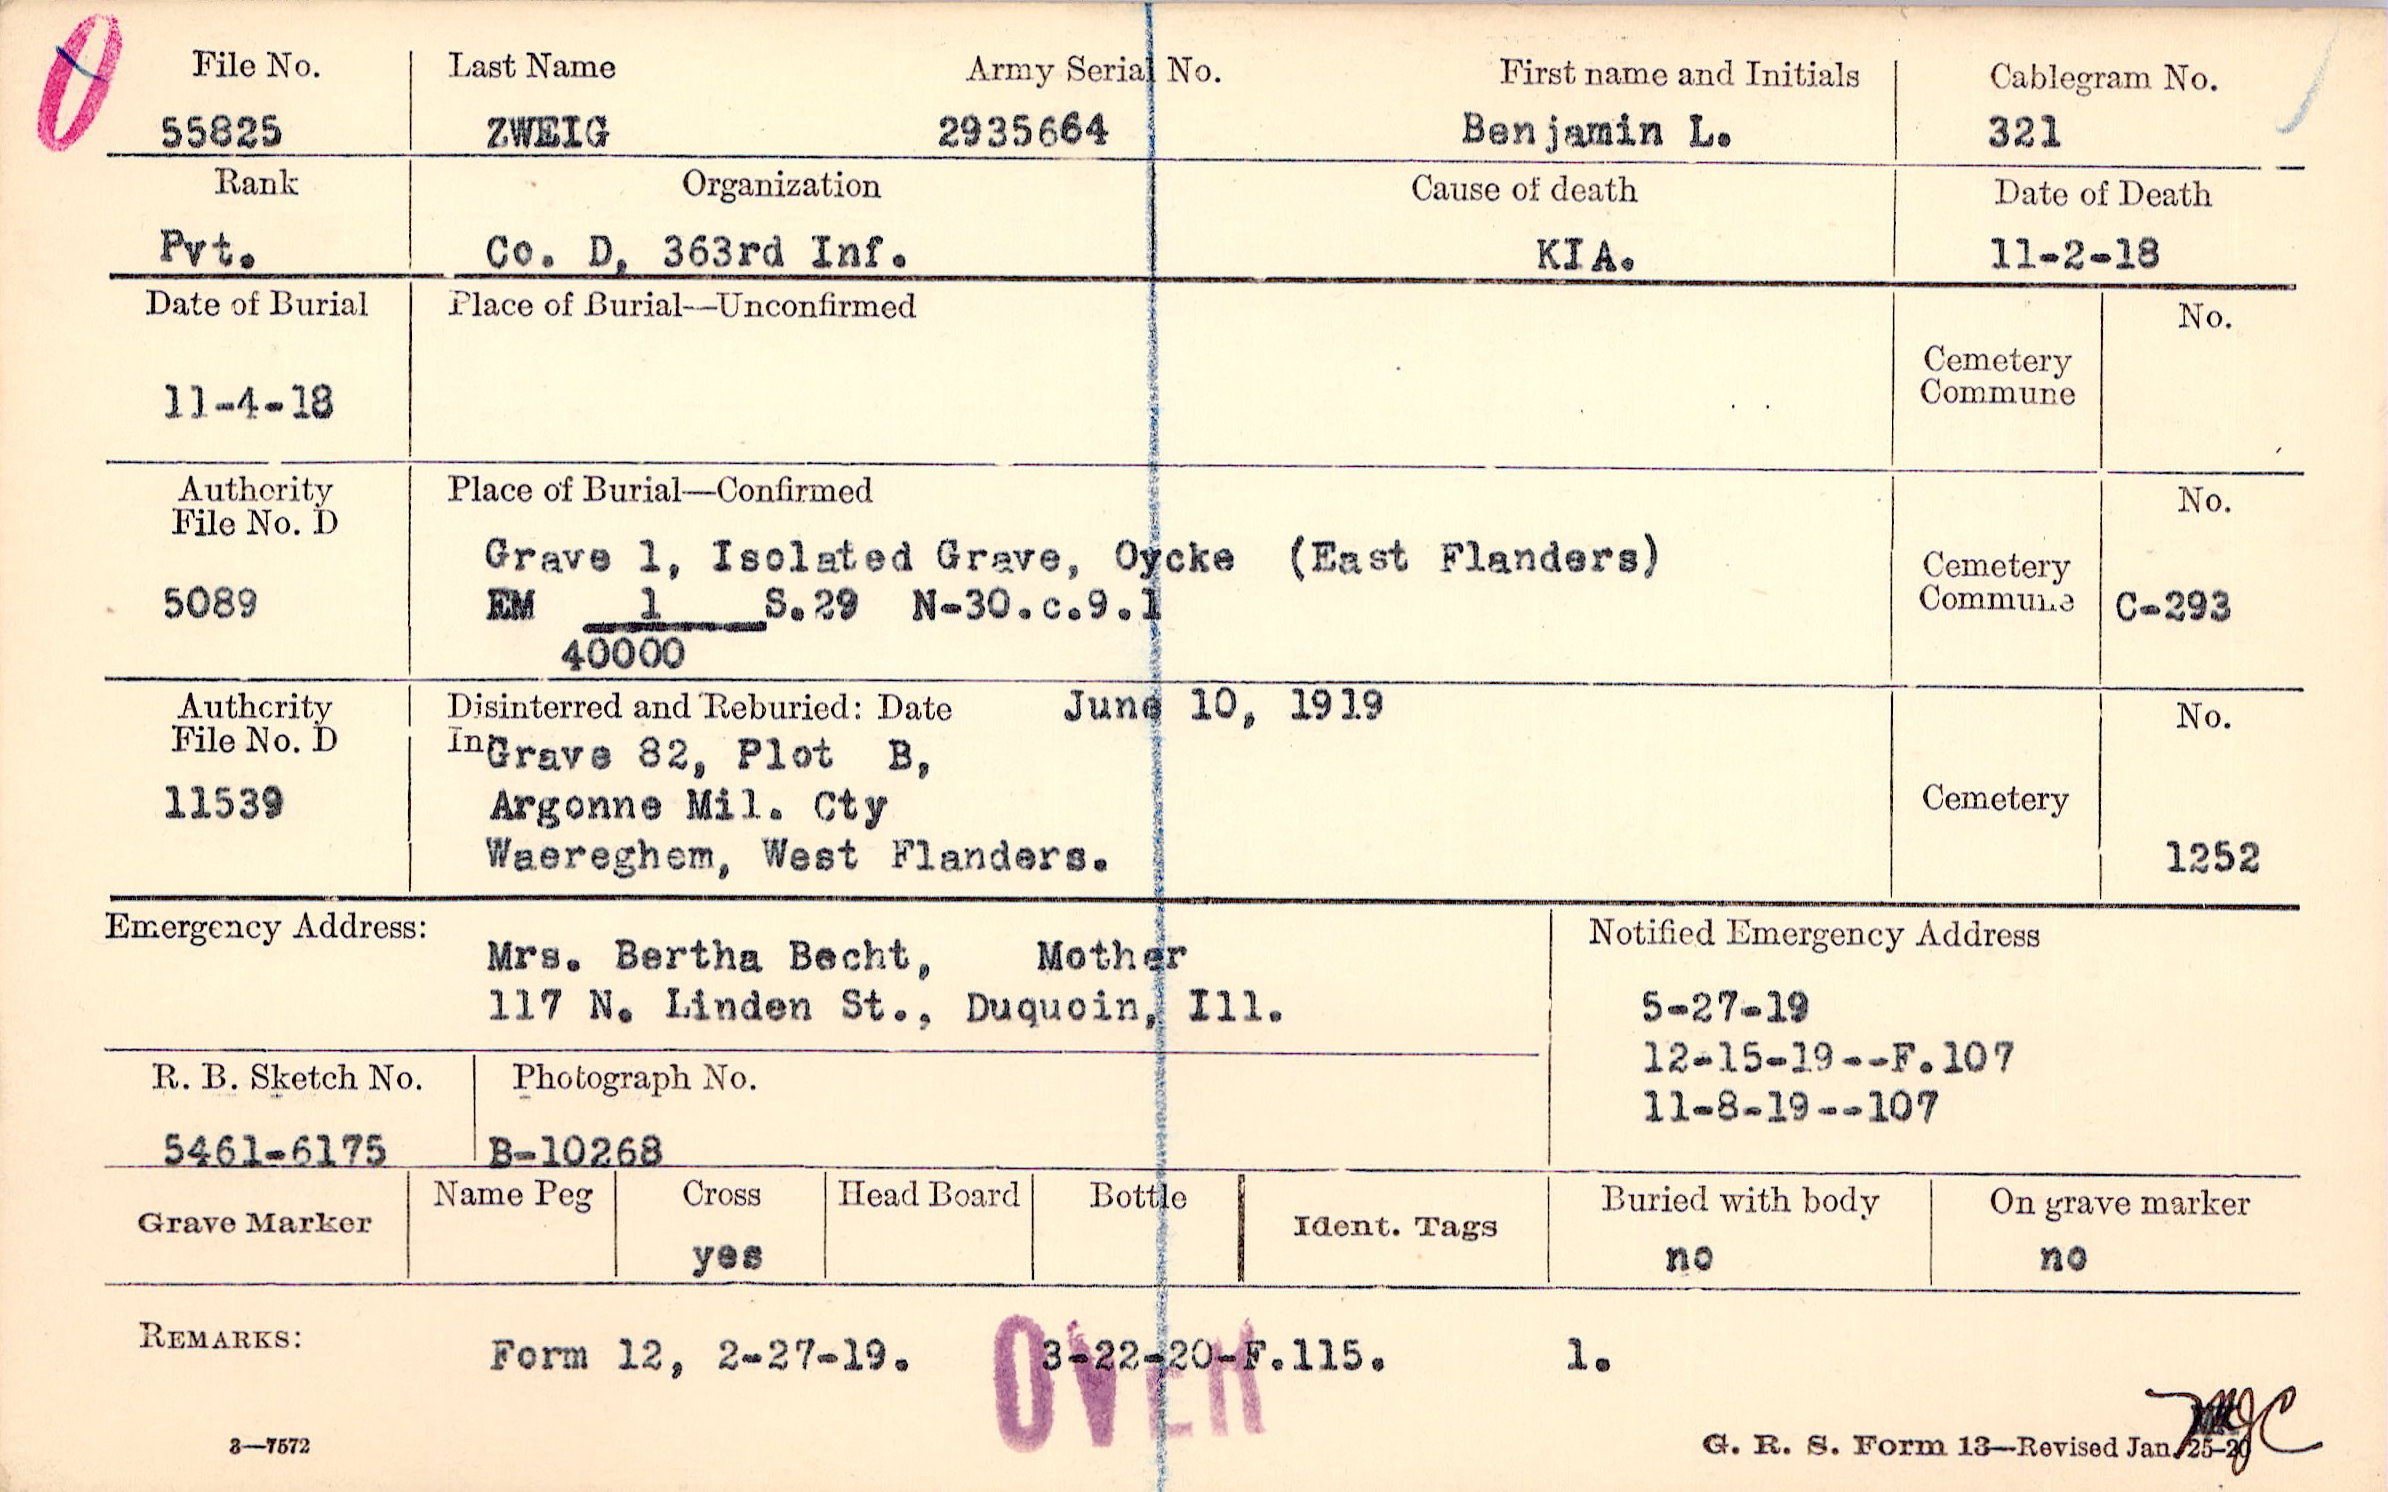 File No. Last Name Army Serial No. First name and Initials Cablegram No.
55825 ZWEIG 2935664 Benjamin L. 321
Rank Organization Cause of death Date of Death
Pvt. Co. D, 363rd Inf. KIA. 11-2-18
Date of Burial Place of Burial—Unconfirmed No.
Cemetery
Commune
11-4-18
Authority Place of Burial—Confirmed No.
File No. D
Grave 1, Isolated Grave, Oycke (East Flanders) Cemetery
5089 EM 1 S.29 N-30.c.9.1 Commune C-293
40000
Authority Disinterred and Reburied: Date June 10, 1919 No.
File No. D In Grave 82, Plot B,
11539 Argonne Mil. Cty Cemetery
Waereghem, West Flanders. 1252
Emergency Address: Notified Emergency Address
Mrs. Bertha Becht, Mother
117 N. Linden St., Duquoin, Ill. 5-27-19
12-15-19--F.107
11-8-19--107
R. B. Sketch No. Photograph No.
5461-6175 B-10268
Grave Marker Name Peg Cross Head Board Bottle Ident. Tags Buried with body On grave marker
yes no no
REMARKS: Form 12, 2-27-19. 3-22-20-F.115. 1.
OVER
MJC
3—7572 G. R. S. Form 13—Revised Jan. 25-20